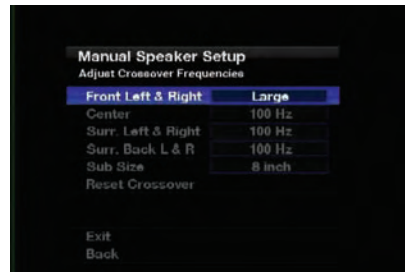 Manual Speaker Setup
Adjust Crossover Frequencies
Front Left & Right Large
Center 100 Hz
Surr. Left & Right 100 Hz
Surr. Back L & R 100 Hz
Sub Size 8 inch
Reset Crossover
Exit
Back